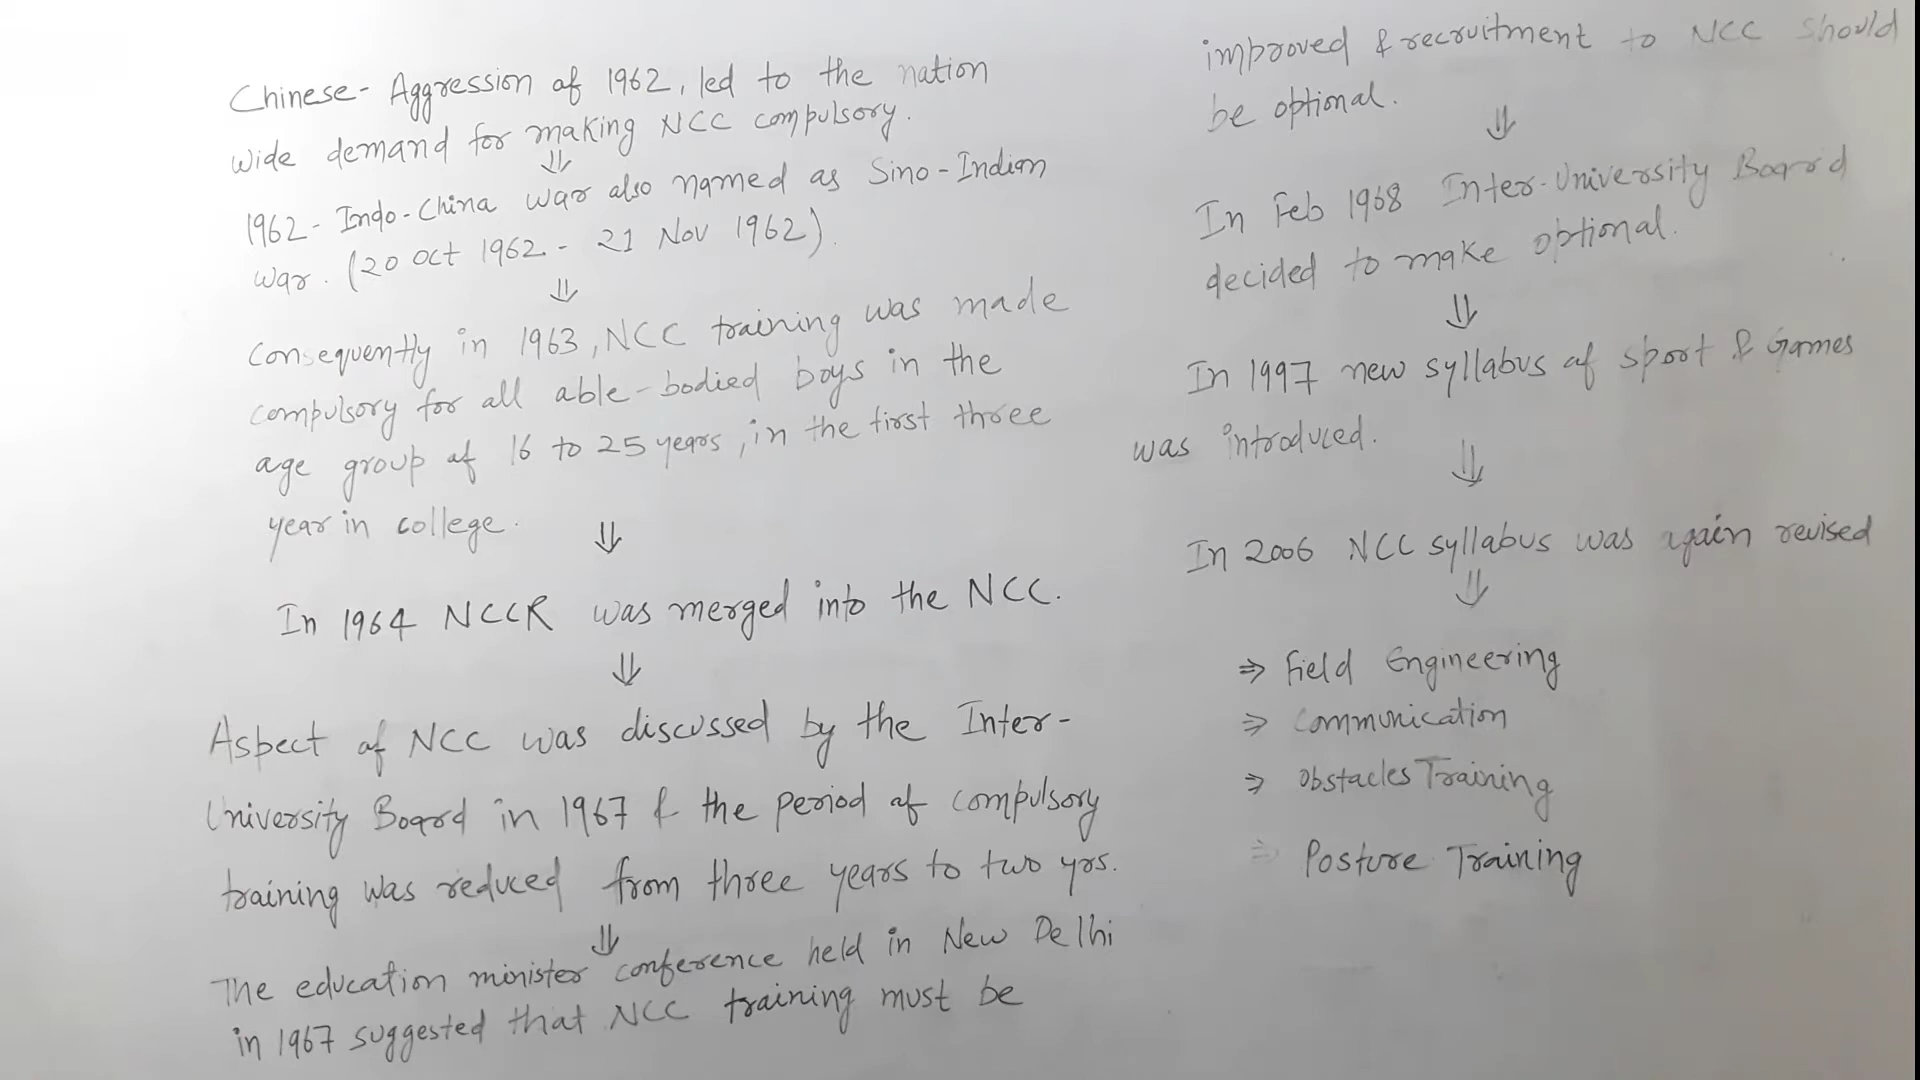 Chinese - Aggression of 1962, led to the nation
wide demand for making NCC compulsory.
⇓
1962 - Indo-China war also named as Sino-Indian
war. (20 Oct 1962 - 21 Nov 1962).
⇓
Consequently in 1963, NCC training was made
compulsory for all able-bodied boys in the
age group of 16 to 25 years, in the first three
year in college.
⇓
In 1964 NCCR was merged into the NCC.
⇓
Aspect of NCC was discussed by the Inter-
University Board in 1967 & the period of compulsory
training was reduced from three years to two yrs.
⇓
The education minister conference held in New Delhi
in 1967 suggested that NCC training must be
improved & recruitment to NCC should
be optional.
⇓
In Feb 1968 Inter-University Board
decided to make optional.
⇓
In 1997 new syllabus of sport & Games
was introduced.
⇓
In 2006 NCC syllabus was again revised
⇓
⇒ Field Engineering
⇒ Communication
⇒ Obstacles Training
⇒ Posture Training